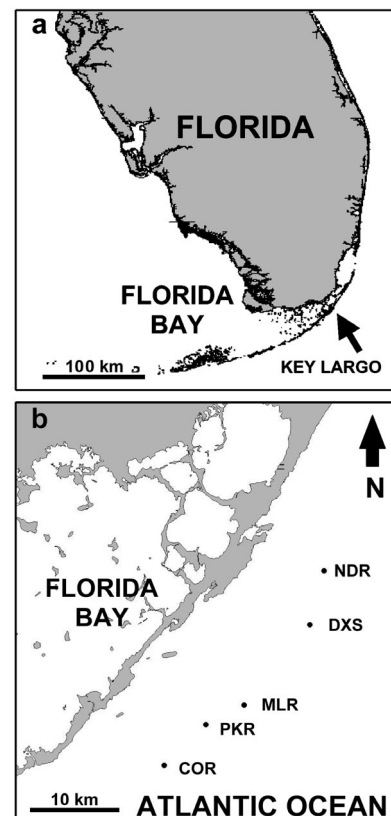 a
FLORIDA
FLORIDA
BAY
100 km
KEY LARGO
b
N
FLORIDA
BAY
NDR
DXS
MLR
PKR
COR
10 km
ATLANTIC OCEAN